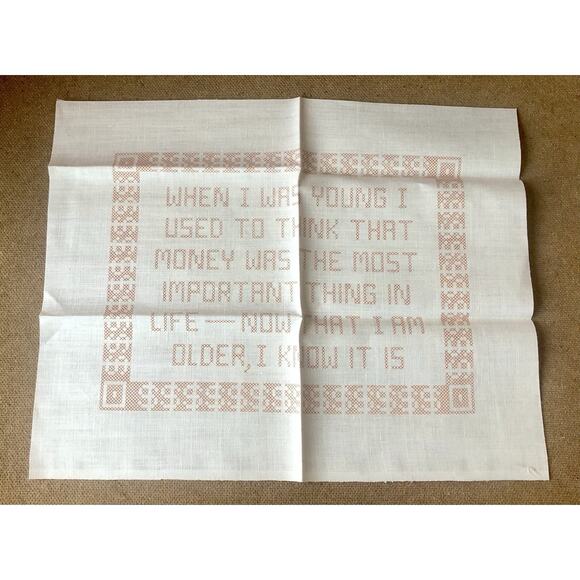 WHEN I WAS YOUNG I
USED TO THINK THAT
MONEY WAS THE MOST
IMPORTANT THING IN
LIFE — NOW THAT I AM
OLDER, I KNOW IT IS